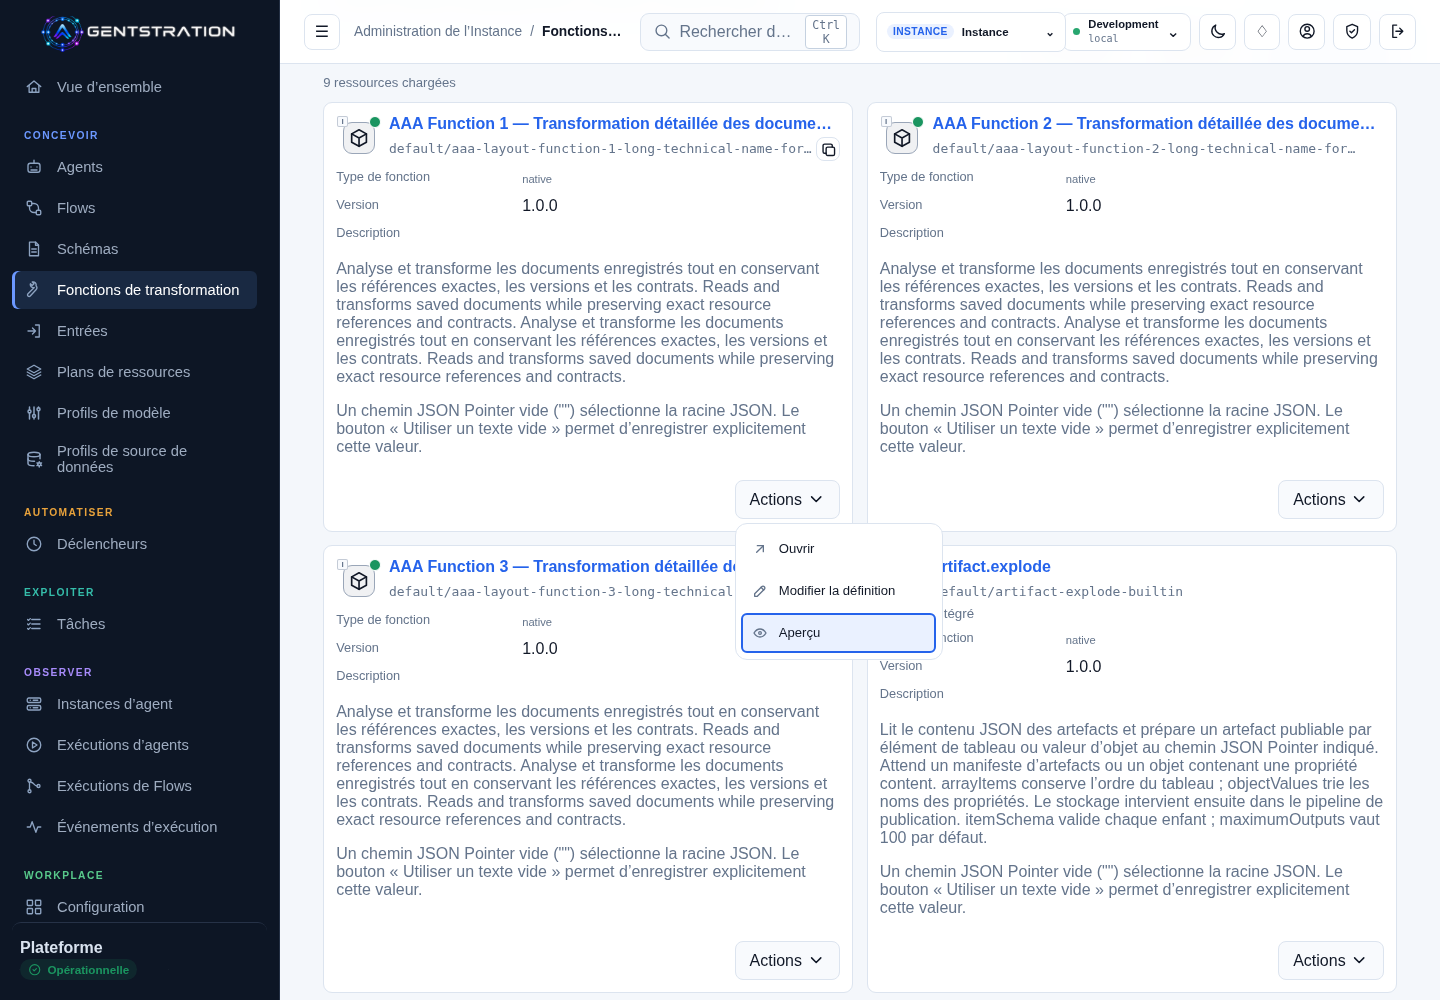 GENTSTRATION
Vue d’ensemble
CONCEVOIR
Agents
Flows
Schémas
Fonctions de transformation
Entrées
Plans de ressources
Profils de modèle
Profils de source de
données
AUTOMATISER
Déclencheurs
EXPLOITER
Tâches
OBSERVER
Instances d’agent
Exécutions d’agents
Exécutions de Flows
Événements d’exécution
WORKPLACE
Configuration
Plateforme
Opérationnelle
Administration de l’Instance / Fonctions…
Rechercher d…
Ctrl
K
INSTANCE Instance
Development
local
9 ressources chargées
I
AAA Function 1 — Transformation détaillée des docume…
default/aaa-layout-function-1-long-technical-name-for…
Type de fonction native
Version 1.0.0
Description
Analyse et transforme les documents enregistrés tout en conservant
les références exactes, les versions et les contrats. Reads and
transforms saved documents while preserving exact resource
references and contracts. Analyse et transforme les documents
enregistrés tout en conservant les références exactes, les versions et
les contrats. Reads and transforms saved documents while preserving
exact resource references and contracts.
Un chemin JSON Pointer vide ("") sélectionne la racine JSON. Le
bouton « Utiliser un texte vide » permet d’enregistrer explicitement
cette valeur.
Actions
I
AAA Function 2 — Transformation détaillée des docume…
default/aaa-layout-function-2-long-technical-name-for…
Type de fonction native
Version 1.0.0
Description
Analyse et transforme les documents enregistrés tout en conservant
les références exactes, les versions et les contrats. Reads and
transforms saved documents while preserving exact resource
references and contracts. Analyse et transforme les documents
enregistrés tout en conservant les références exactes, les versions et
les contrats. Reads and transforms saved documents while preserving
exact resource references and contracts.
Un chemin JSON Pointer vide ("") sélectionne la racine JSON. Le
bouton « Utiliser un texte vide » permet d’enregistrer explicitement
cette valeur.
Actions
Ouvrir
Modifier la définition
Aperçu
I
AAA Function 3 — Transformation détaillée de
default/aaa-layout-function-3-long-technical
Type de fonction native
Version 1.0.0
Description
Analyse et transforme les documents enregistrés tout en conservant
les références exactes, les versions et les contrats. Reads and
transforms saved documents while preserving exact resource
references and contracts. Analyse et transforme les documents
enregistrés tout en conservant les références exactes, les versions et
les contrats. Reads and transforms saved documents while preserving
exact resource references and contracts.
Un chemin JSON Pointer vide ("") sélectionne la racine JSON. Le
bouton « Utiliser un texte vide » permet d’enregistrer explicitement
cette valeur.
Actions
rtifact.explode
efault/artifact-explode-builtin
tégré
nction native
Version 1.0.0
Description
Lit le contenu JSON des artefacts et prépare un artefact publiable par
élément de tableau ou valeur d’objet au chemin JSON Pointer indiqué.
Attend un manifeste d’artefacts ou un objet contenant une propriété
content. arrayItems conserve l’ordre du tableau ; objectValues trie les
noms des propriétés. Le stockage intervient ensuite dans le pipeline de
publication. itemSchema valide chaque enfant ; maximumOutputs vaut
100 par défaut.
Un chemin JSON Pointer vide ("") sélectionne la racine JSON. Le
bouton « Utiliser un texte vide » permet d’enregistrer explicitement
cette valeur.
Actions